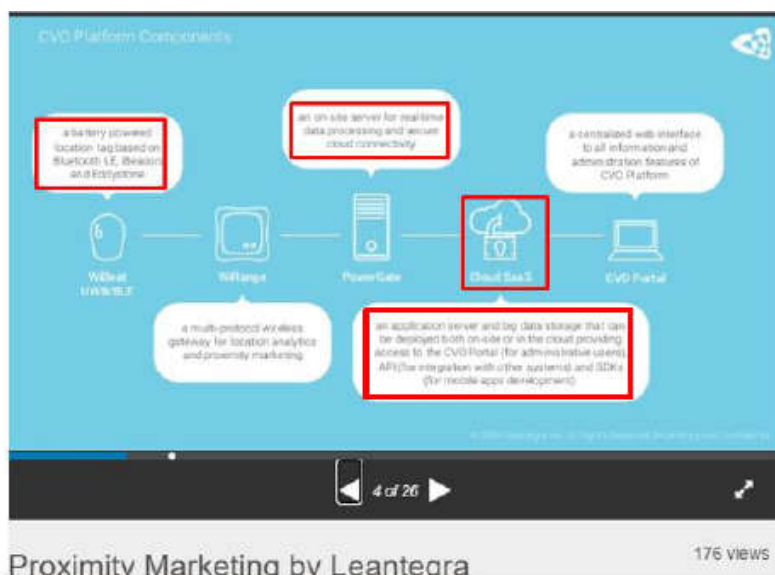 CVO Platform Components
a battery powered
location tag based on
Bluetooth LE, iBeacon
and Eddystone
an on-site server for real-time
data processing and secure
cloud connectivity
a centralized web interface
to all information and
administration features of
CVO Platform
WiBeat
UWB/BLE
WiRange
PowerGate
Cloud SaaS
CVO Portal
a multi-protocol wireless
gateway for location analytics
and proximity marketing
an application server and big data storage that can
be deployed both on-site or in the cloud providing
access to the CVO Portal (for administrative users),
API (for integration with other systems) and SDKs
(for mobile apps development)
4 of 26
Proximity Marketing by Leantegra
176 views